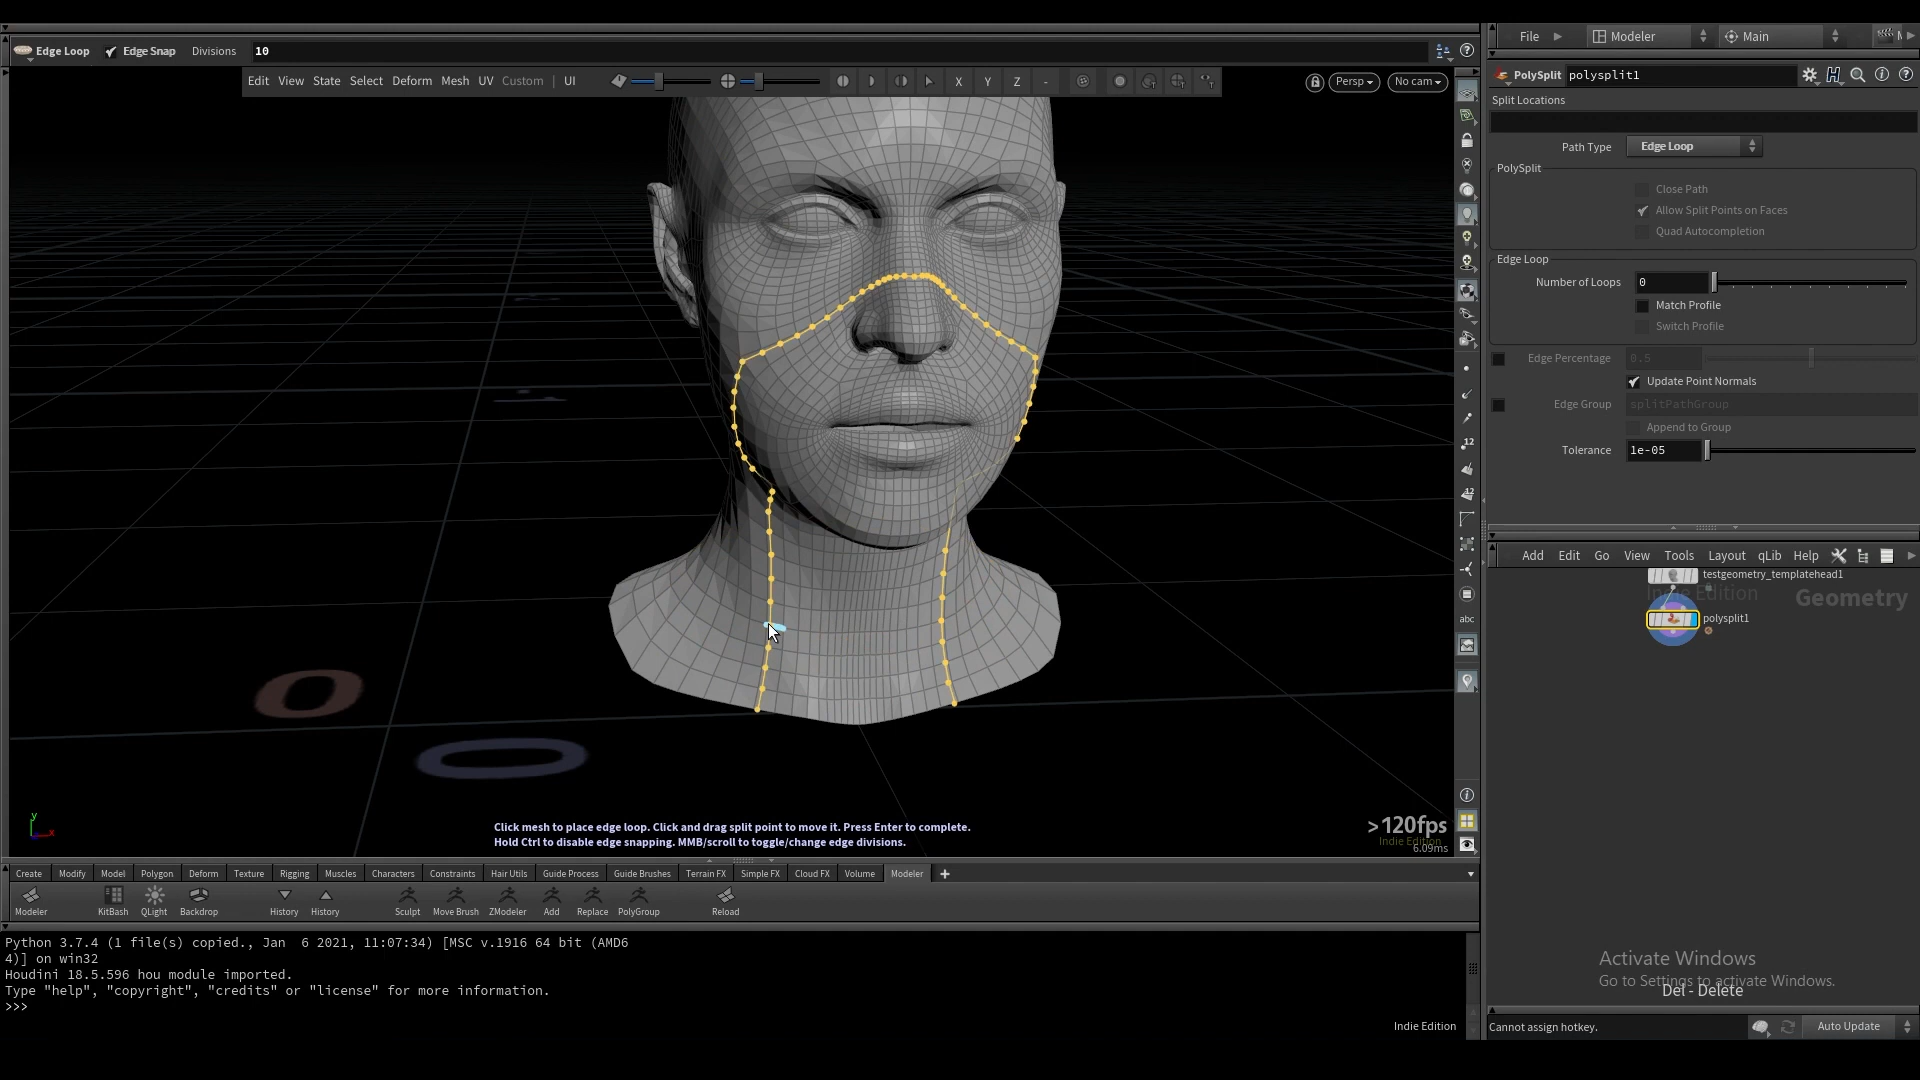 Edge Loop Edge Snap Divisions 10
File Modeler Main
Edit View State Select Deform Mesh UV Custom UI X Y Z -
Persp No cam
PolySplit polysplit1
Split Locations
Path Type Edge Loop
PolySplit
Close Path
Allow Split Points on Faces
Quad Autocompletion
Edge Loop
Number of Loops 0
Match Profile
Switch Profile
Edge Percentage 0.5
Update Point Normals
Edge Group splitPathGroup
Append to Group
Tolerance 1e-05
12
12
abc
Add Edit Go View Tools Layout qLib Help
testgeometry_templatehead1
Indie Edition Geometry
polysplit1
0
0
y
x
Click mesh to place edge loop. Click and drag split point to move it. Press Enter to complete.
Hold Ctrl to disable edge snapping. MMB/scroll to toggle/change edge divisions.
>120fps
Indie Edition
6.09ms
Create Modify Model Polygon Deform Texture Rigging Muscles Characters Constraints Hair Utils Guide Process Guide Brushes Terrain FX Simple FX Cloud FX Volume Modeler
Modeler KitBash QLight Backdrop History History Sculpt Move Brush ZModeler Add Replace PolyGroup Reload
Python 3.7.4 (1 file(s) copied., Jan  6 2021, 11:07:34) [MSC v.1916 64 bit (AMD6
4)] on win32
Houdini 18.5.596 hou module imported.
Type "help", "copyright", "credits" or "license" for more information.
>>>
Indie Edition
Activate Windows
Go to Settings to activate Windows.
Del - Delete
Cannot assign hotkey. Auto Update